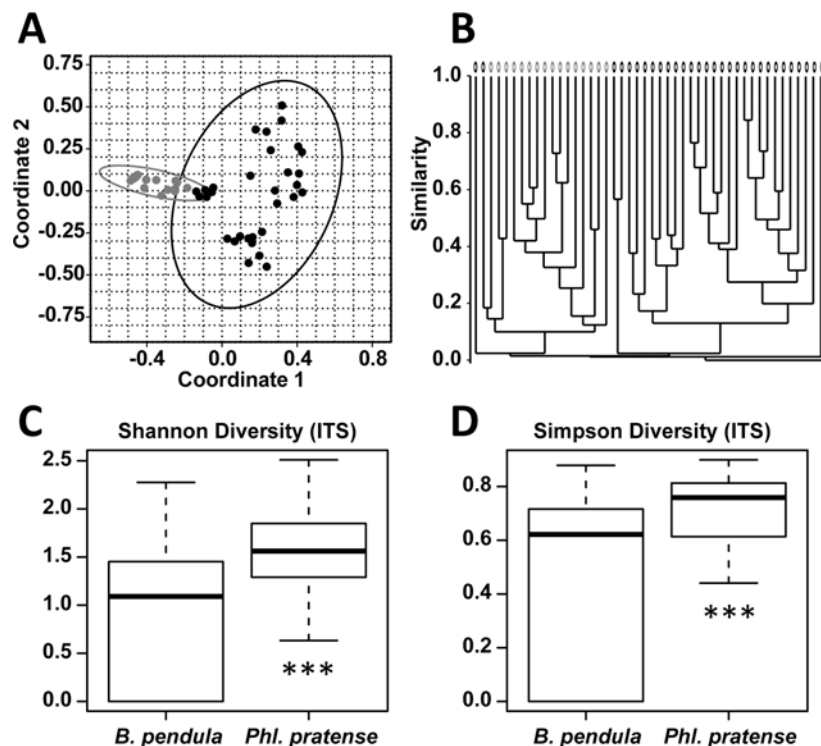 A
Coordinate 2
0.75
0.50
0.25
0.00
-0.25
-0.50
-0.75
-0.4 0.0 0.4 0.8
Coordinate 1
B
Similarity
1.0
0.8
0.6
0.4
0.2
0.0
C
Shannon Diversity (ITS)
2.5
2.0
1.5
1.0
0.5
0.0
***
B. pendula Phl. pratense
D
Simpson Diversity (ITS)
0.8
0.6
0.4
0.2
0.0
***
B. pendula Phl. pratense